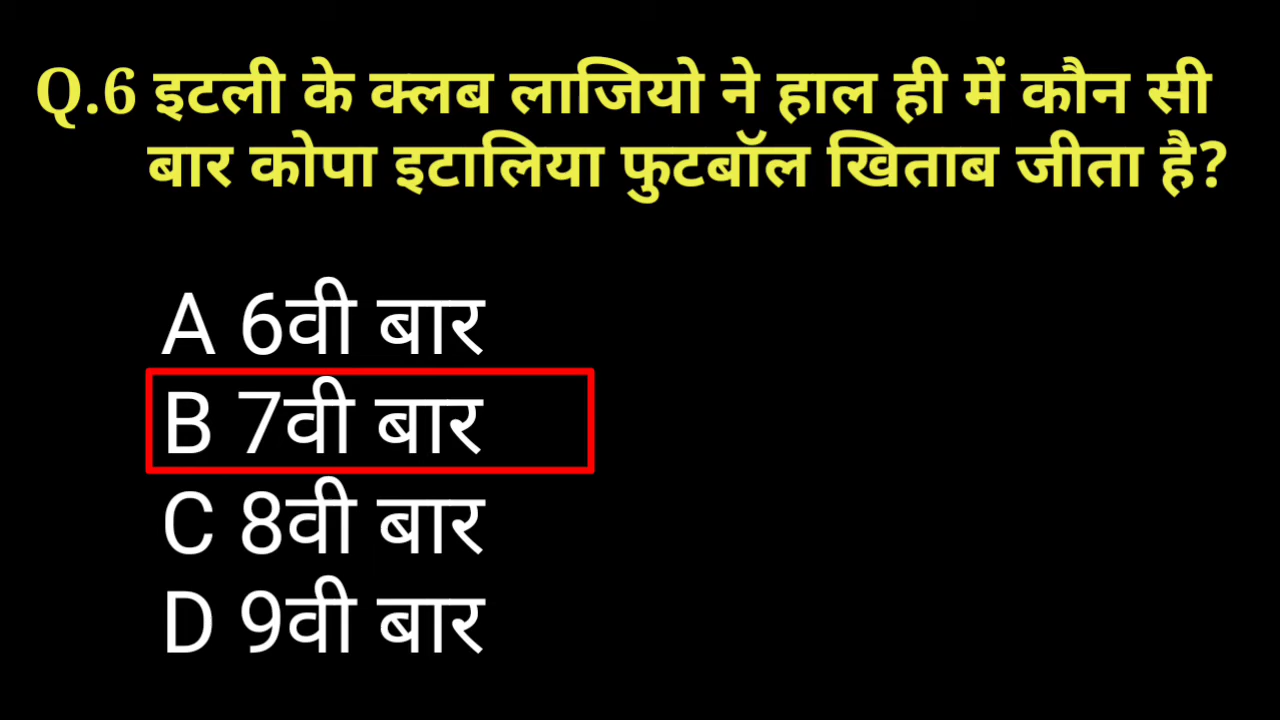 Q.6 इटली के क्लब लाजियो ने हाल ही में कौन सी
बार कोपा इटालिया फुटबॉल खिताब जीता है?
A 6वी बार
B 7वी बार
C 8वी बार
D 9वी बार